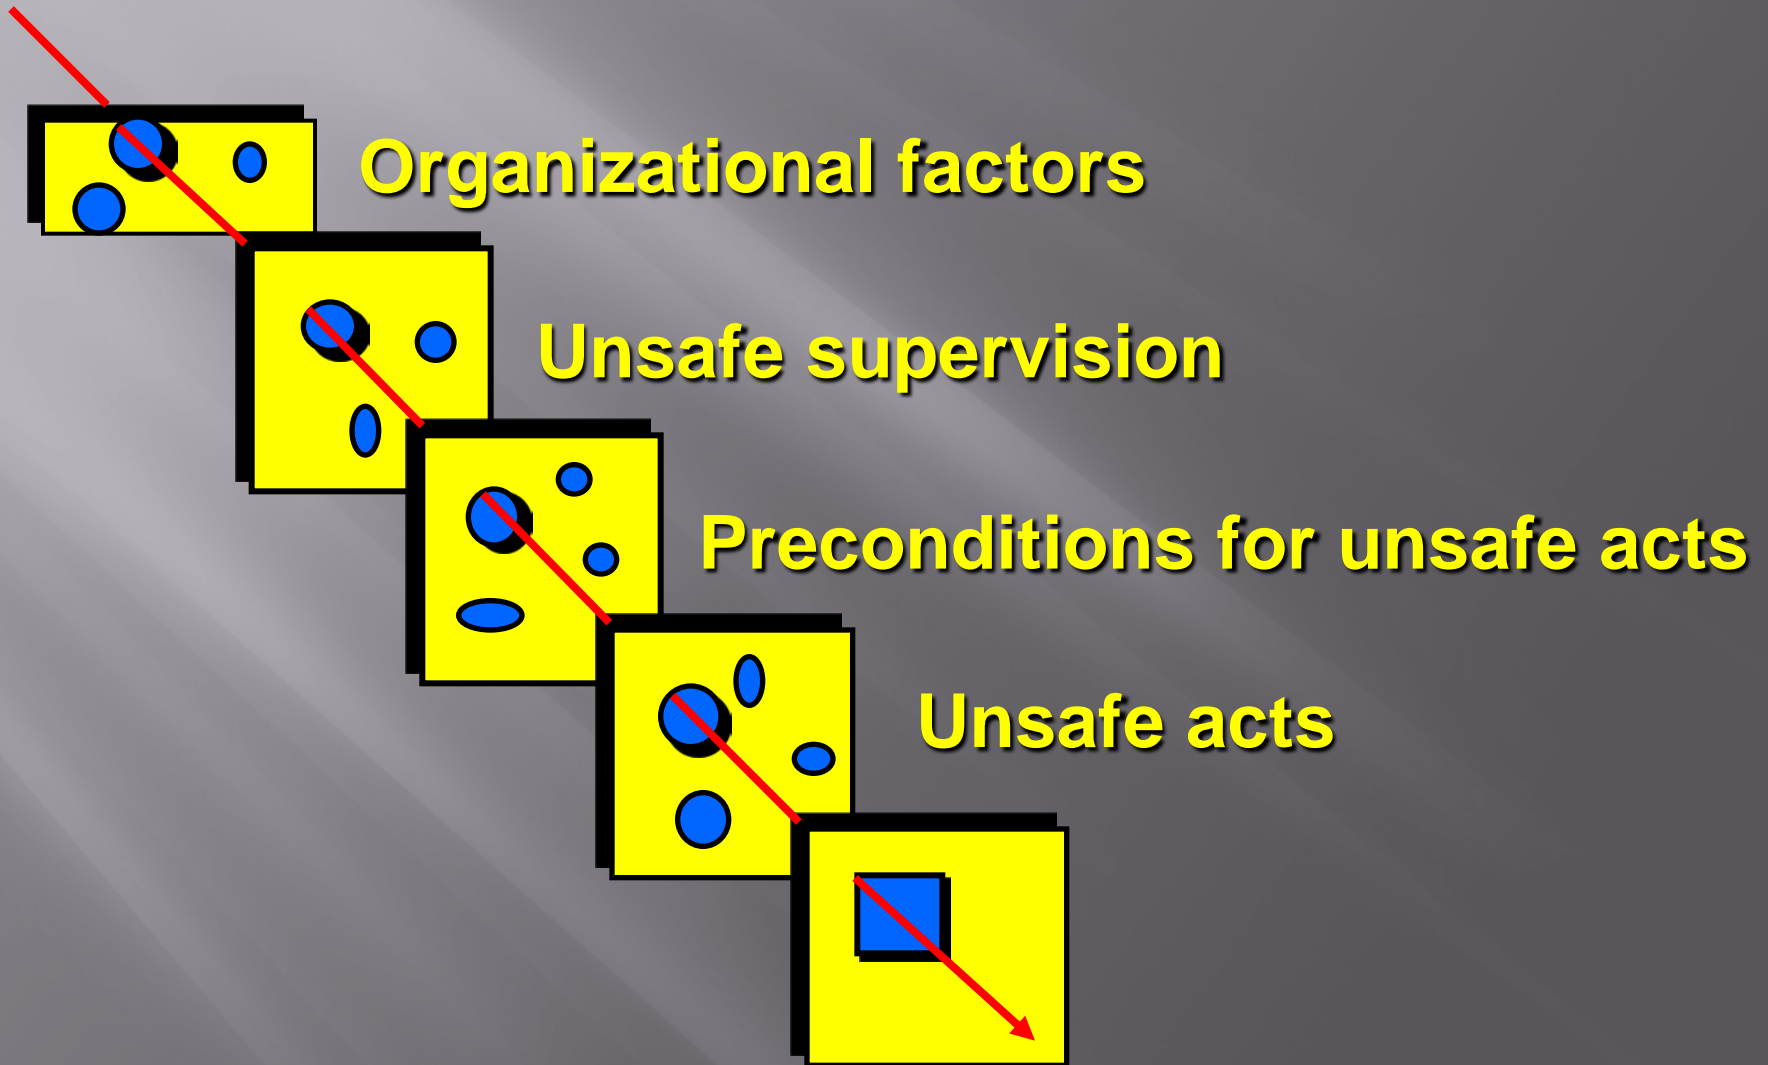 Organizational factors
Unsafe supervision
Preconditions for unsafe acts
Unsafe acts